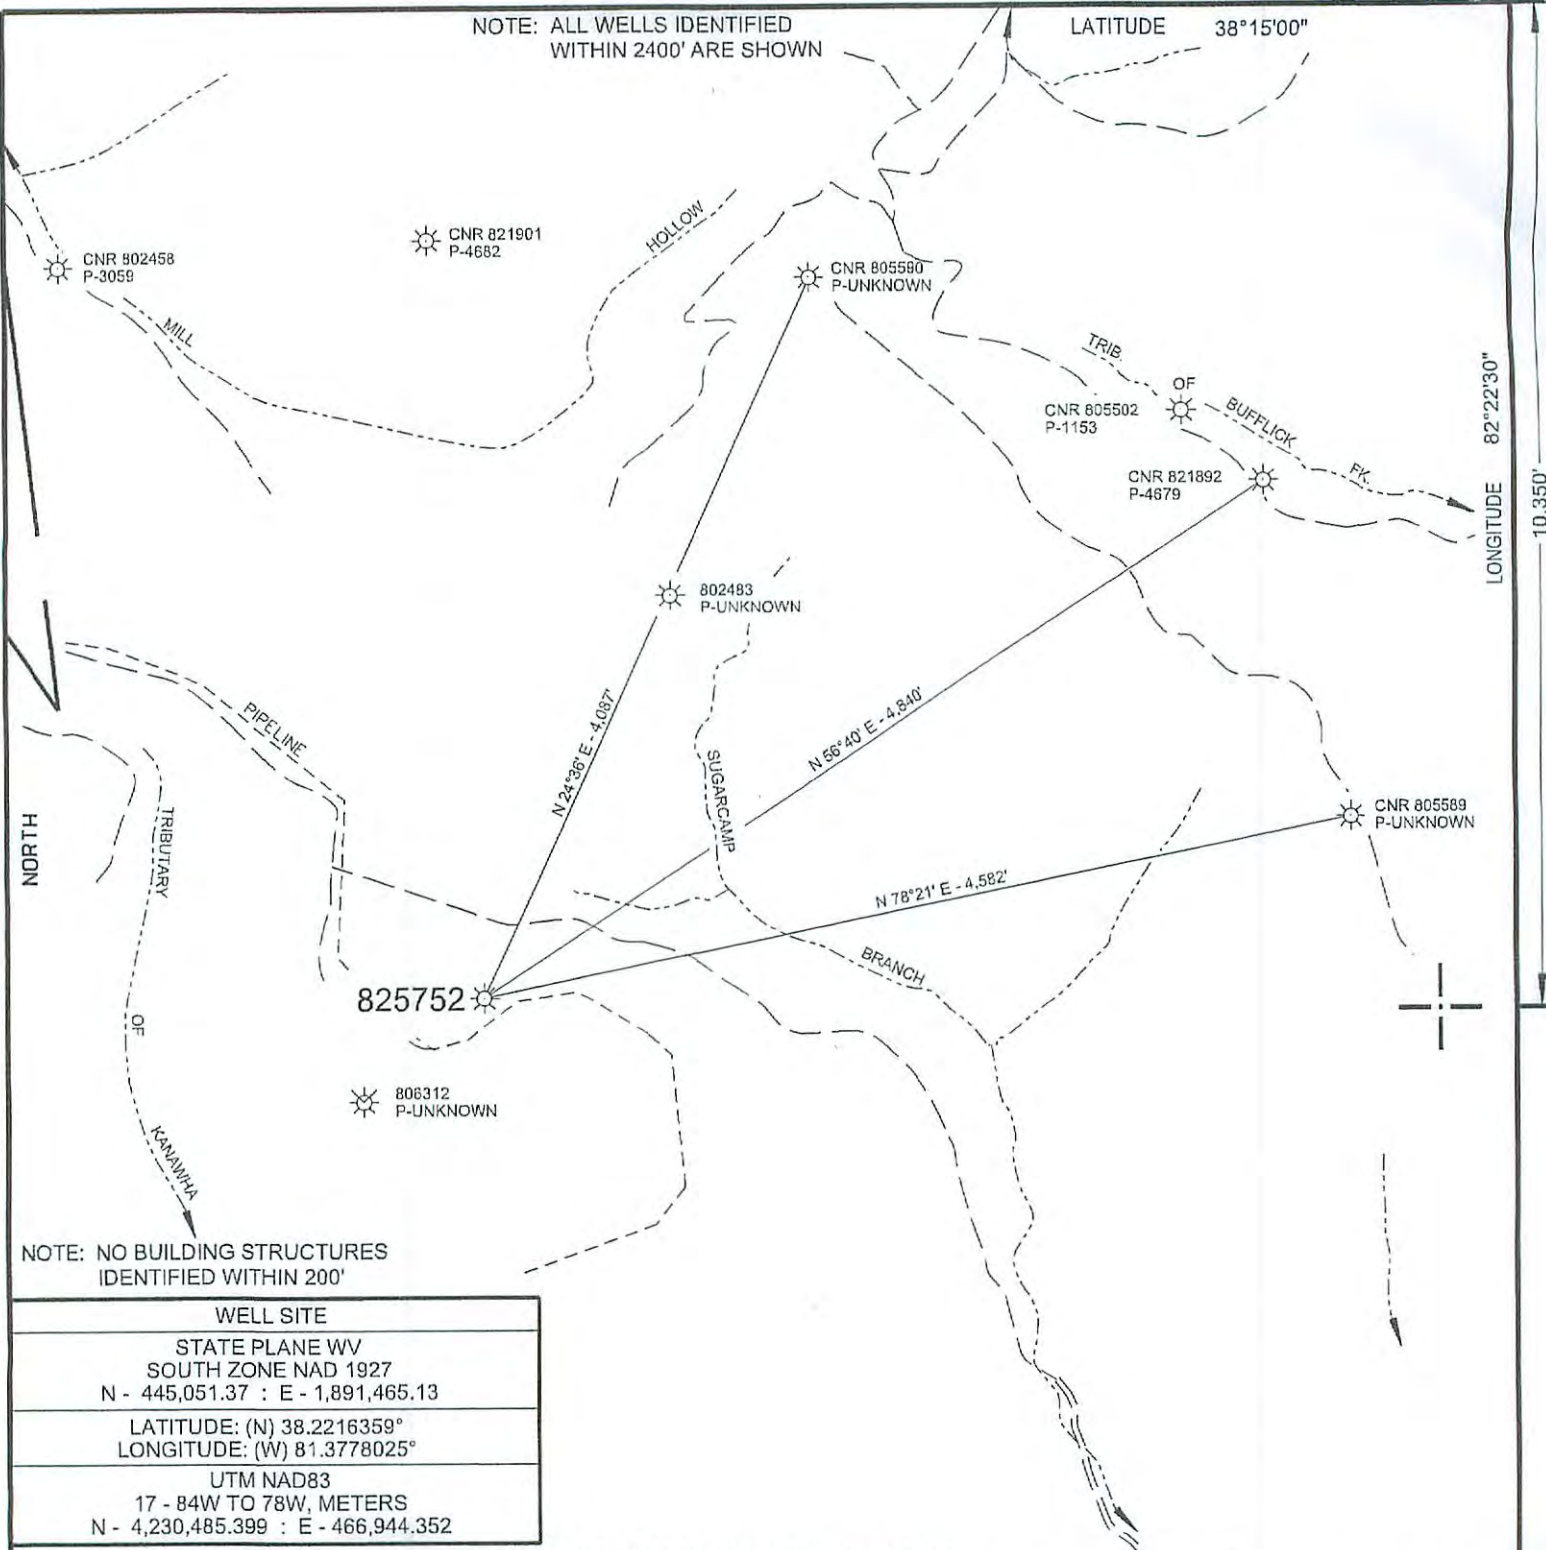 NOTE: ALL WELLS IDENTIFIED
WITHIN 2400' ARE SHOWN
LATITUDE 38°15'00"
CNR 802458
P-3059
CNR 821901
P-4682
HOLLOW
CNR 805590
P-UNKNOWN
MILL
TRIB.
OF
BUFFLICK
FK.
CNR 805502
P-1153
CNR 821892
P-4679
LONGITUDE 82°22'30"
10,350'
802483
P-UNKNOWN
N 24°36' E - 4,087'
N 56°40' E - 4,840'
PIPELINE
SUGARCAMP
NORTH
TRIBUTARY
CNR 805589
P-UNKNOWN
N 78°21' E - 4,582'
BRANCH
825752
OF
806312
P-UNKNOWN
KANAWHA
NOTE: NO BUILDING STRUCTURES
IDENTIFIED WITHIN 200'
WELL SITE
STATE PLANE WV
SOUTH ZONE NAD 1927
N - 445,051.37 : E - 1,891,465.13
LATITUDE: (N) 38.2216359°
LONGITUDE: (W) 81.3778025°
UTM NAD83
17 - 84W TO 78W, METERS
N - 4,230,485.399 : E - 466,944.352